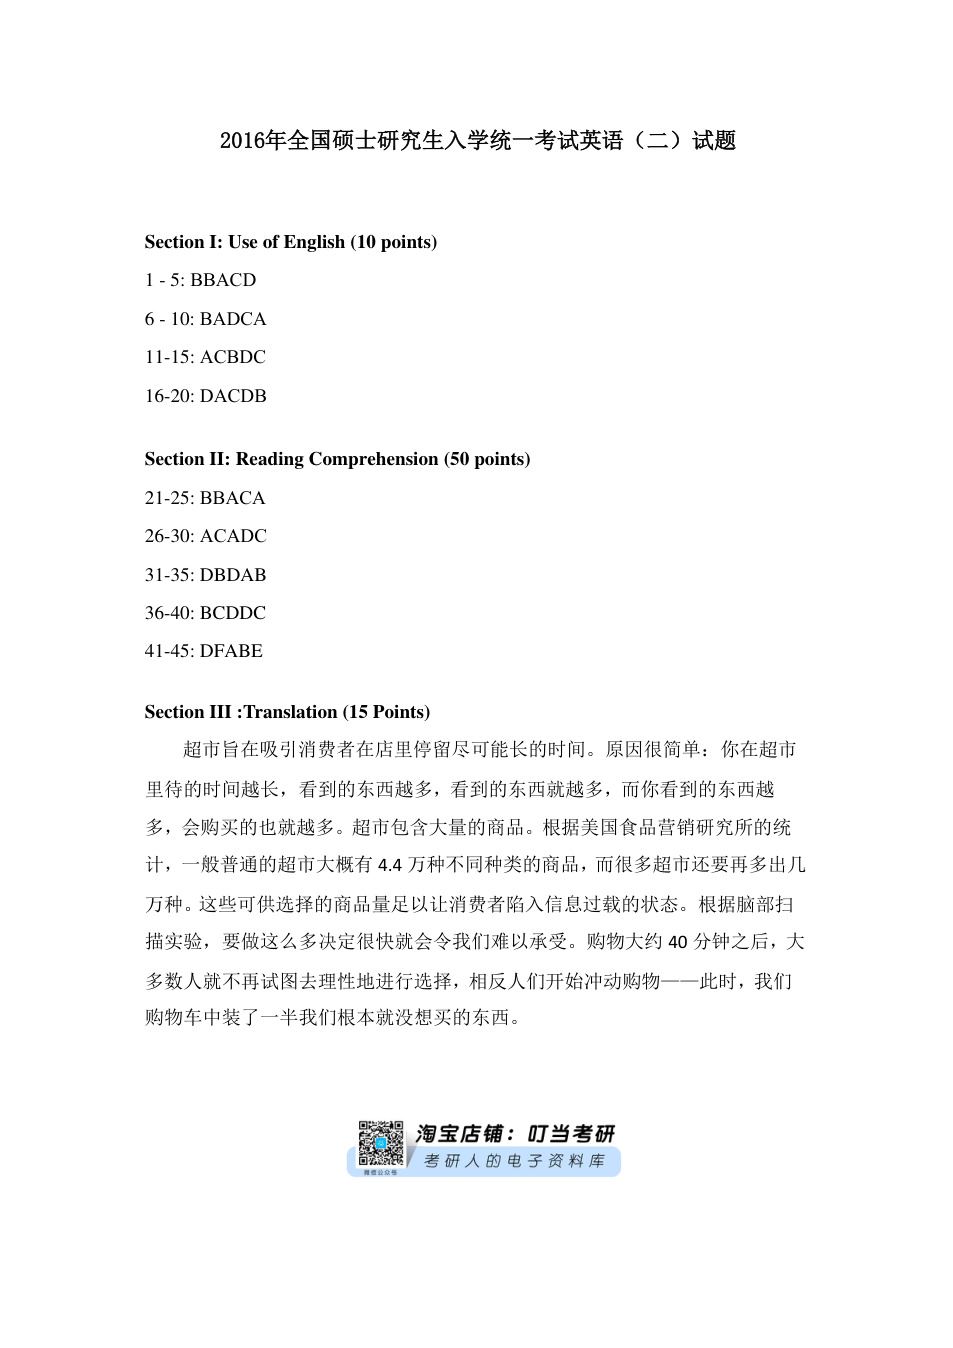 2016年全国硕士研究生入学统一考试英语（二）试题
Section I: Use of English (10 points)
1 - 5: BBACD
6 - 10: BADCA
11-15: ACBDC
16-20: DACDB
Section II: Reading Comprehension (50 points)
21-25: BBACA
26-30: ACADC
31-35: DBDAB
36-40: BCDDC
41-45: DFABE
Section III :Translation (15 Points)
超市旨在吸引消费者在店里停留尽可能长的时间。原因很简单：你在超市
里待的时间越长，看到的东西越多，看到的东西就越多，而你看到的东西越
多，会购买的也就越多。超市包含大量的商品。根据美国食品营销研究所的统
计，一般普通的超市大概有 4.4 万种不同种类的商品，而很多超市还要再多出几
万种。这些可供选择的商品量足以让消费者陷入信息过载的状态。根据脑部扫
描实验，要做这么多决定很快就会令我们难以承受。购物大约 40 分钟之后，大
多数人就不再试图去理性地进行选择，相反人们开始冲动购物——此时，我们
购物车中装了一半我们根本就没想买的东西。
淘宝店铺：叮当考研
考研人的电子资料库
微信公众号